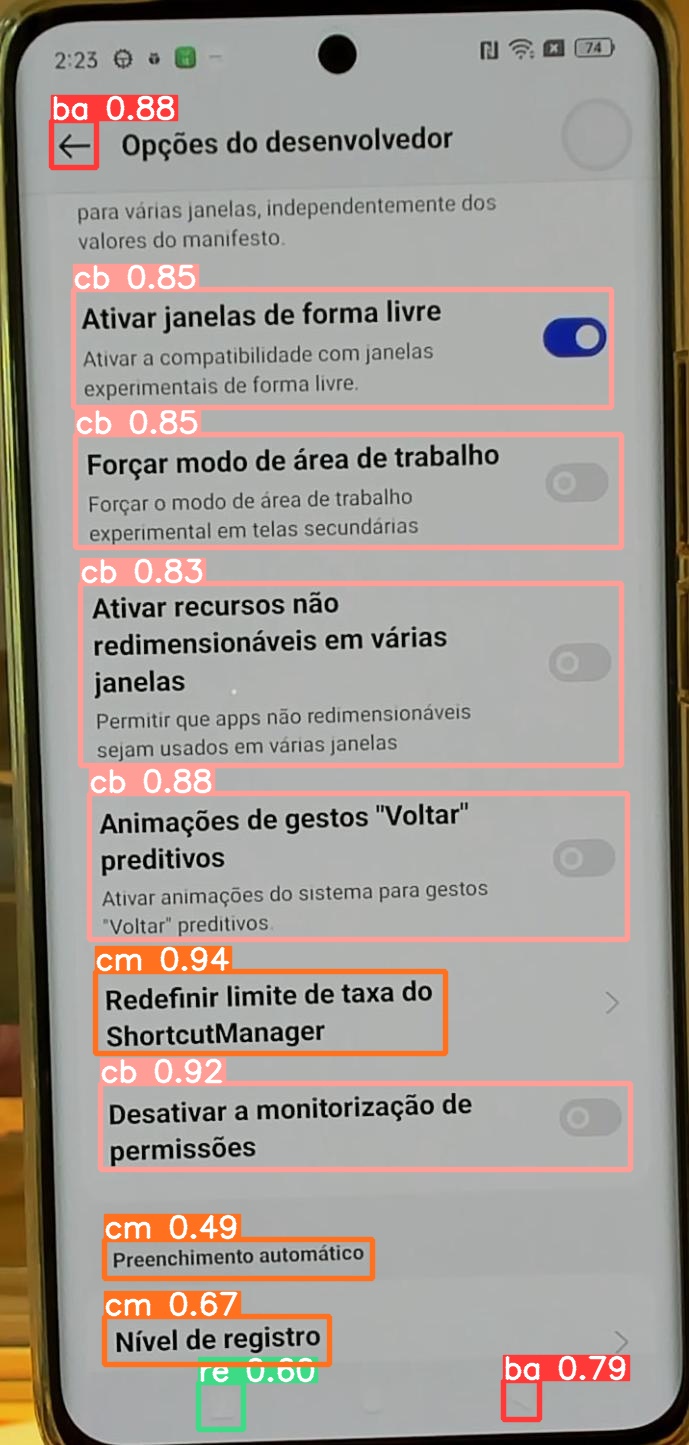 2:23
74
ba 0.88
Opções do desenvolvedor
para várias janelas, independentemente dos
valores do manifesto.
cb 0.85
Ativar janelas de forma livre
Ativar a compatibilidade com janelas
experimentais de forma livre.
cb 0.85
Forçar modo de área de trabalho
Forçar o modo de área de trabalho
experimental em telas secundárias
cb 0.83
Ativar recursos não
redimensionáveis em várias
janelas
Permitir que apps não redimensionáveis
sejam usados em várias janelas
cb 0.88
Animações de gestos "Voltar"
preditivos
Ativar animações do sistema para gestos
"Voltar" preditivos.
cm 0.94
Redefinir limite de taxa do
ShortcutManager
cb 0.92
Desativar a monitorização de
permissões
cm 0.49
Preenchimento automático
cm 0.67
Nível de registro
re 0.60
ba 0.79